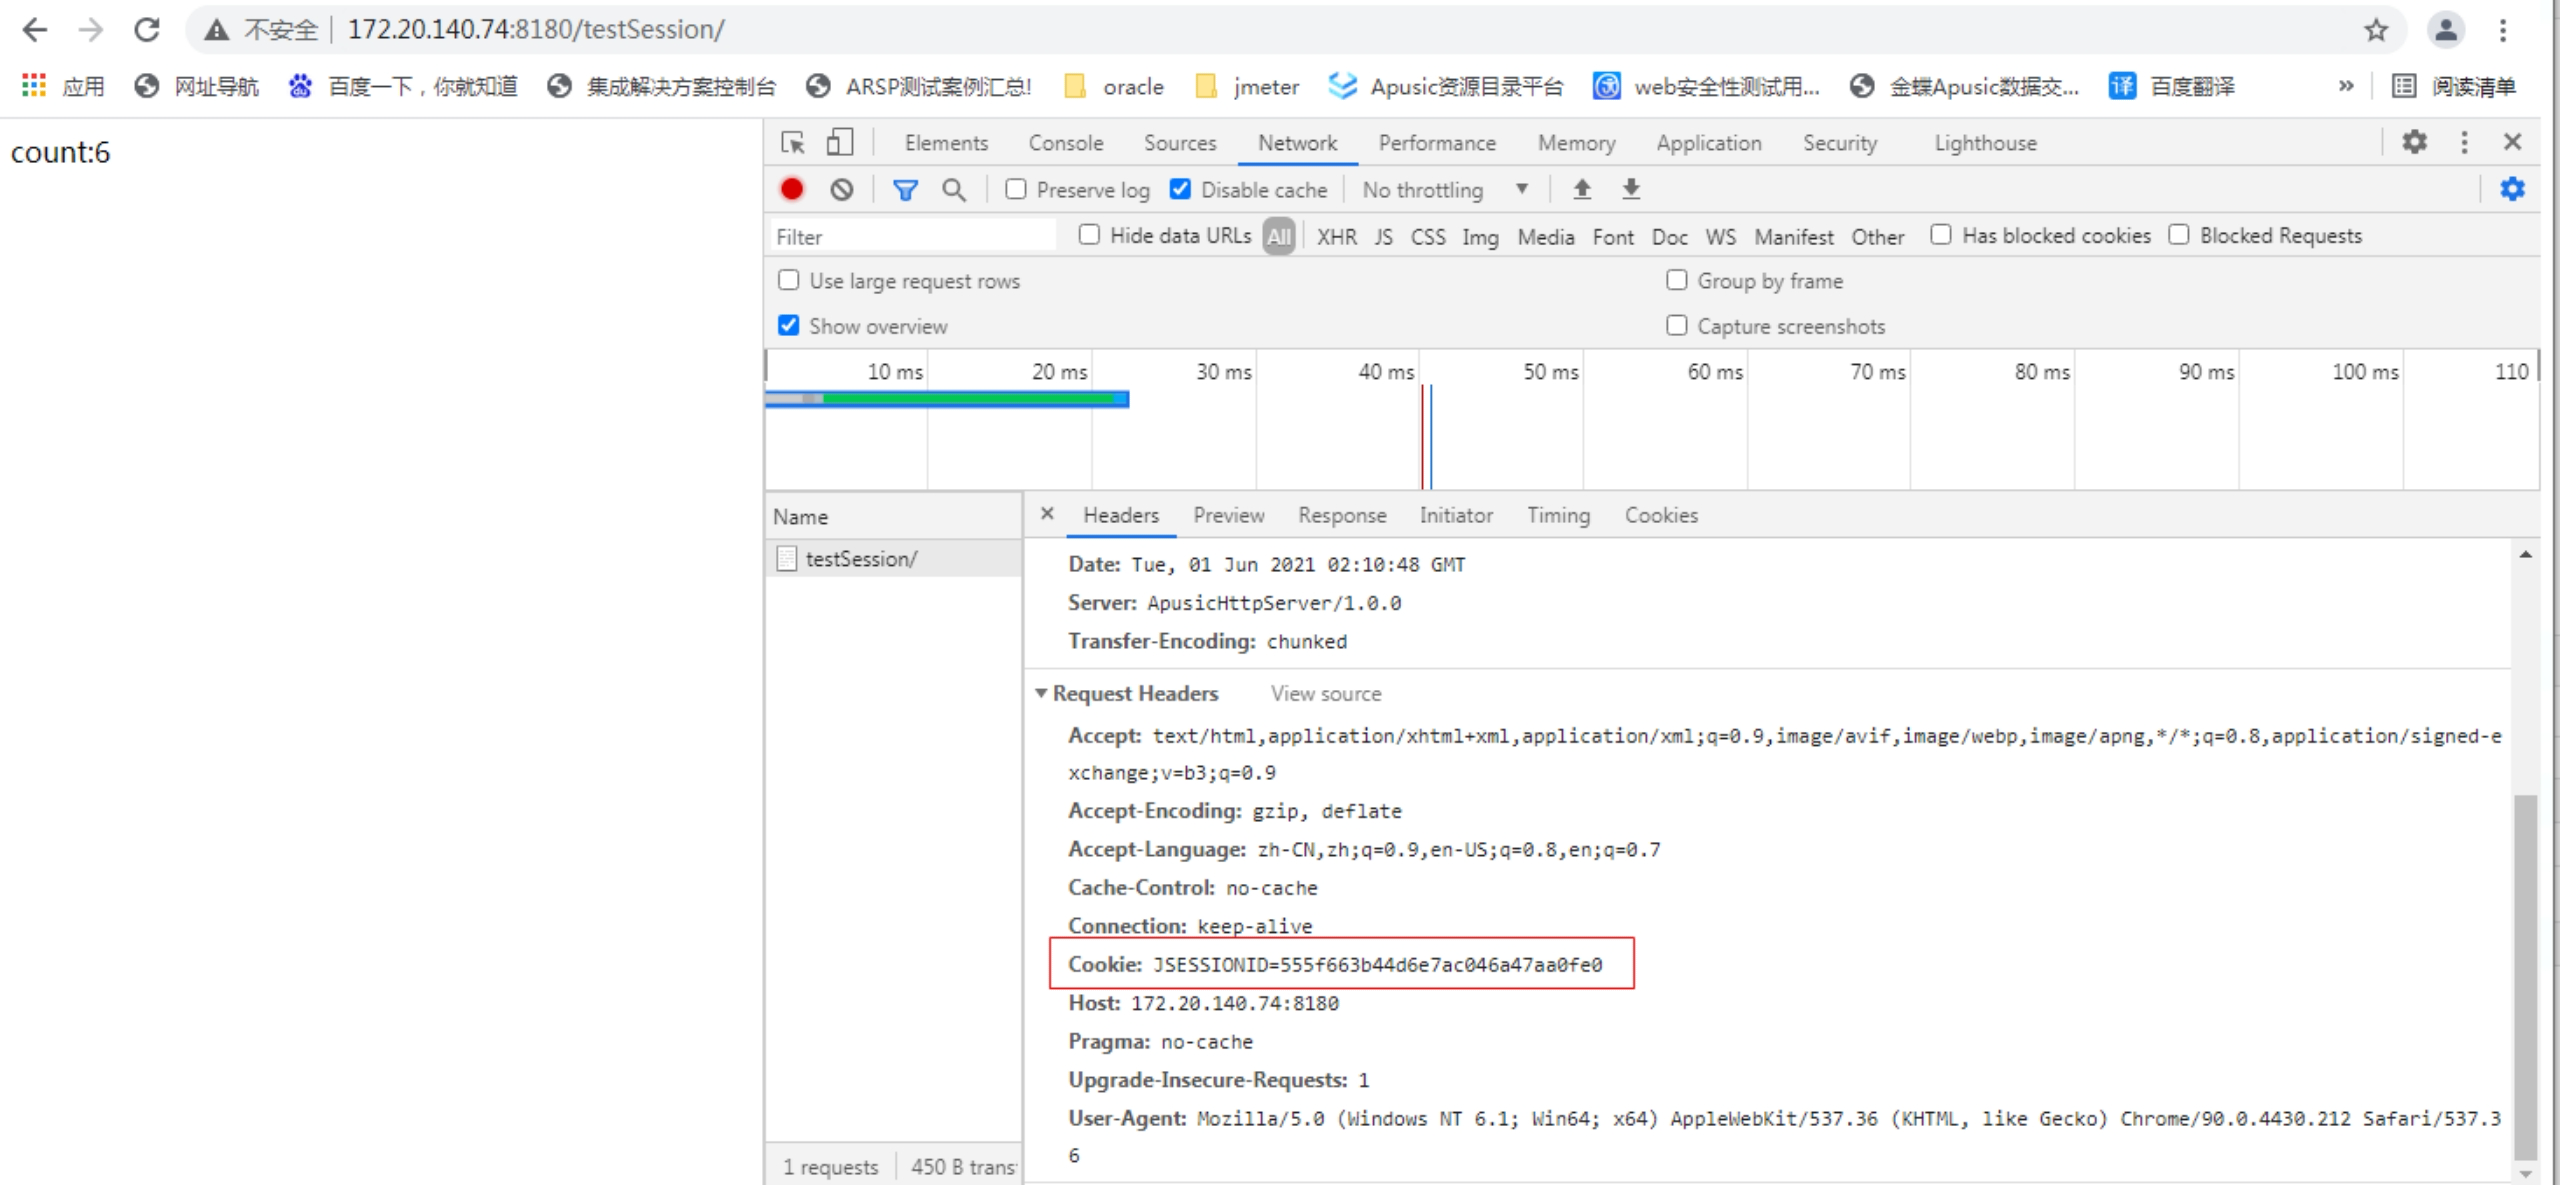 不安全 172.20.140.74:8180/testSession/
应用 网址导航 百度一下，你就知道 集成解决方案控制台 ARSP测试案例汇总! oracle jmeter Apusic资源目录平台 web安全性测试用... 金蝶Apusic数据交... 译 百度翻译 » 阅读清单
count:6
Elements Console Sources Network Performance Memory Application Security Lighthouse
Preserve log Disable cache No throttling
Filter Hide data URLs All XHR JS CSS Img Media Font Doc WS Manifest Other Has blocked cookies Blocked Requests
Use large request rows Group by frame
Show overview Capture screenshots
10 ms 20 ms 30 ms 40 ms 50 ms 60 ms 70 ms 80 ms 90 ms 100 ms 110
Name
Headers Preview Response Initiator Timing Cookies
testSession/
Date: Tue, 01 Jun 2021 02:10:48 GMT
Server: ApusicHttpServer/1.0.0
Transfer-Encoding: chunked
Request Headers View source
Accept: text/html,application/xhtml+xml,application/xml;q=0.9,image/avif,image/webp,image/apng,*/*;q=0.8,application/signed-e
xchange;v=b3;q=0.9
Accept-Encoding: gzip, deflate
Accept-Language: zh-CN,zh;q=0.9,en-US;q=0.8,en;q=0.7
Cache-Control: no-cache
Connection: keep-alive
Cookie: JSESSIONID=555f663b44d6e7ac046a47aa0fe0
Host: 172.20.140.74:8180
Pragma: no-cache
Upgrade-Insecure-Requests: 1
User-Agent: Mozilla/5.0 (Windows NT 6.1; Win64; x64) AppleWebKit/537.36 (KHTML, like Gecko) Chrome/90.0.4430.212 Safari/537.3
6
1 requests 450 B trans